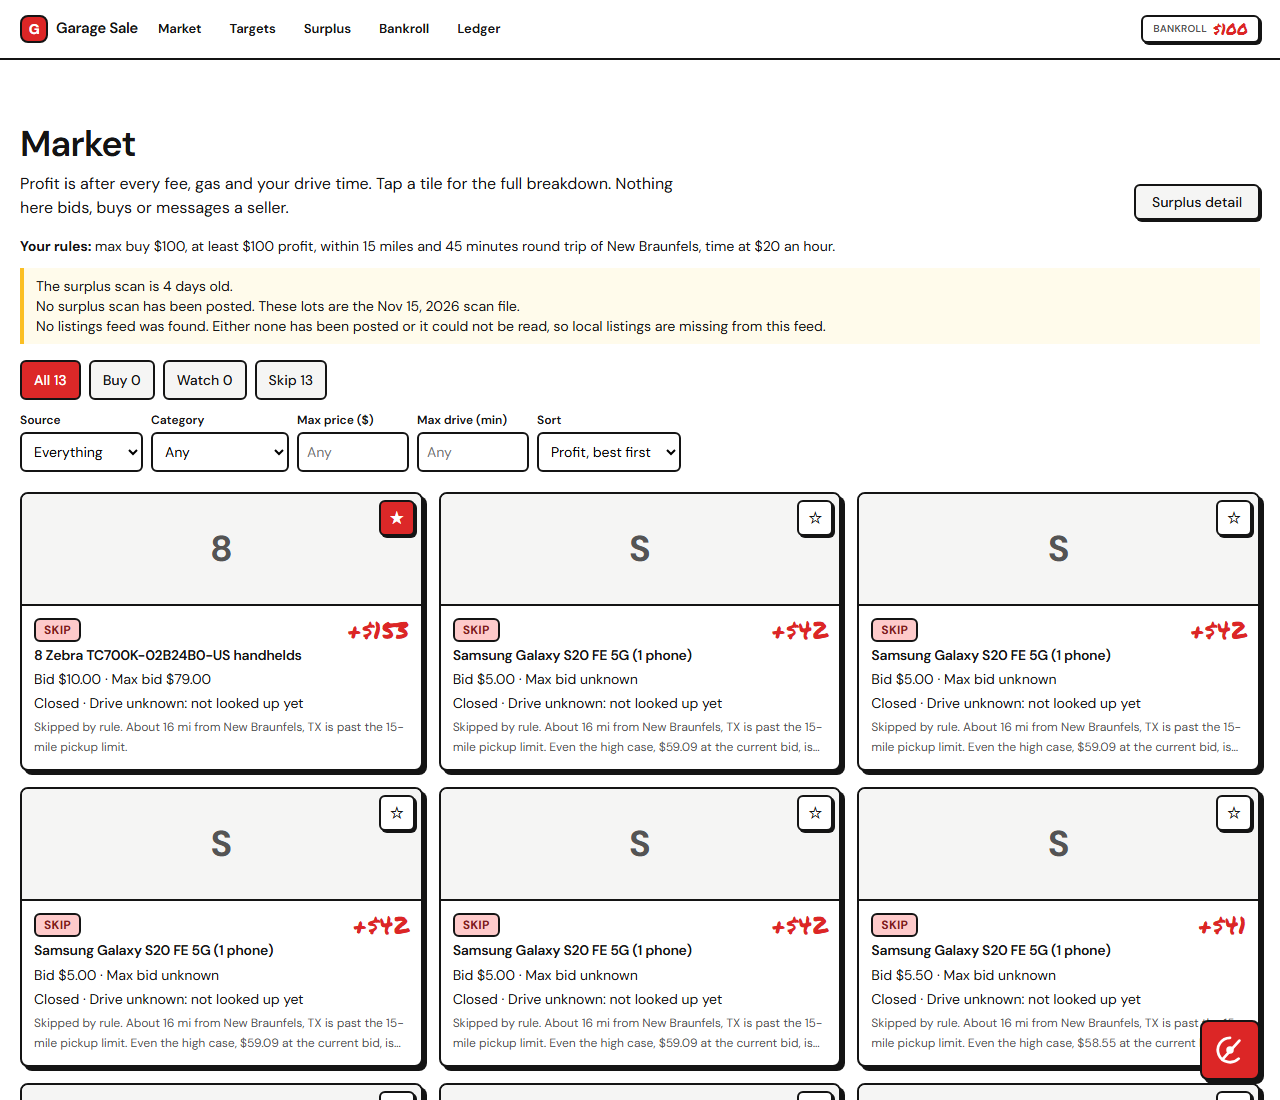 G Garage Sale Market Targets Surplus Bankroll Ledger BANKROLL $100
Market
Profit is after every fee, gas and your drive time. Tap a tile for the full breakdown. Nothing
here bids, buys or messages a seller.
Surplus detail
Your rules: max buy $100, at least $100 profit, within 15 miles and 45 minutes round trip of New Braunfels, time at $20 an hour.
The surplus scan is 4 days old.
No surplus scan has been posted. These lots are the Nov 15, 2026 scan file.
No listings feed was found. Either none has been posted or it could not be read, so local listings are missing from this feed.
All 13 Buy 0 Watch 0 Skip 13
Source Category Max price ($) Max drive (min) Sort
Everything Any Any Any Profit, best first
8
SKIP +$153
8 Zebra TC700K-02B24B0-US handhelds
Bid $10.00 · Max bid $79.00
Closed · Drive unknown: not looked up yet
Skipped by rule. About 16 mi from New Braunfels, TX is past the 15-
mile pickup limit.
S
SKIP +$42
Samsung Galaxy S20 FE 5G (1 phone)
Bid $5.00 · Max bid unknown
Closed · Drive unknown: not looked up yet
Skipped by rule. About 16 mi from New Braunfels, TX is past the 15-
mile pickup limit. Even the high case, $59.09 at the current bid, is...
S
SKIP +$42
Samsung Galaxy S20 FE 5G (1 phone)
Bid $5.00 · Max bid unknown
Closed · Drive unknown: not looked up yet
Skipped by rule. About 16 mi from New Braunfels, TX is past the 15-
mile pickup limit. Even the high case, $59.09 at the current bid, is...
S
SKIP +$42
Samsung Galaxy S20 FE 5G (1 phone)
Bid $5.00 · Max bid unknown
Closed · Drive unknown: not looked up yet
Skipped by rule. About 16 mi from New Braunfels, TX is past the 15-
mile pickup limit. Even the high case, $59.09 at the current bid, is...
S
SKIP +$42
Samsung Galaxy S20 FE 5G (1 phone)
Bid $5.00 · Max bid unknown
Closed · Drive unknown: not looked up yet
Skipped by rule. About 16 mi from New Braunfels, TX is past the 15-
mile pickup limit. Even the high case, $59.09 at the current bid, is...
S
SKIP +$41
Samsung Galaxy S20 FE 5G (1 phone)
Bid $5.50 · Max bid unknown
Closed · Drive unknown: not looked up yet
Skipped by rule. About 16 mi from New Braunfels, TX is past
mile pickup limit. Even the high case, $58.55 at the current